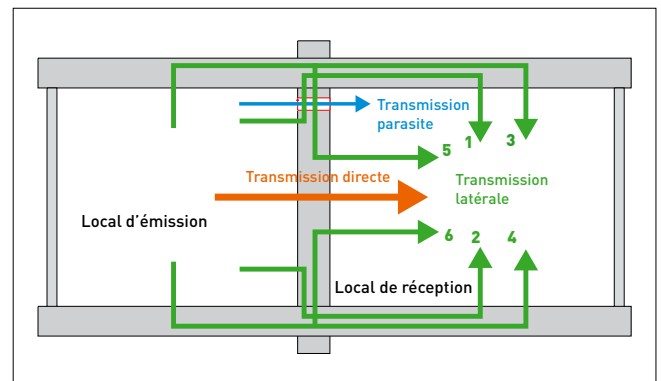 Transmission
parasite
1
3
5
Transmission directe
Transmission
latérale
Local d'émission
6
2
4
Local de réception